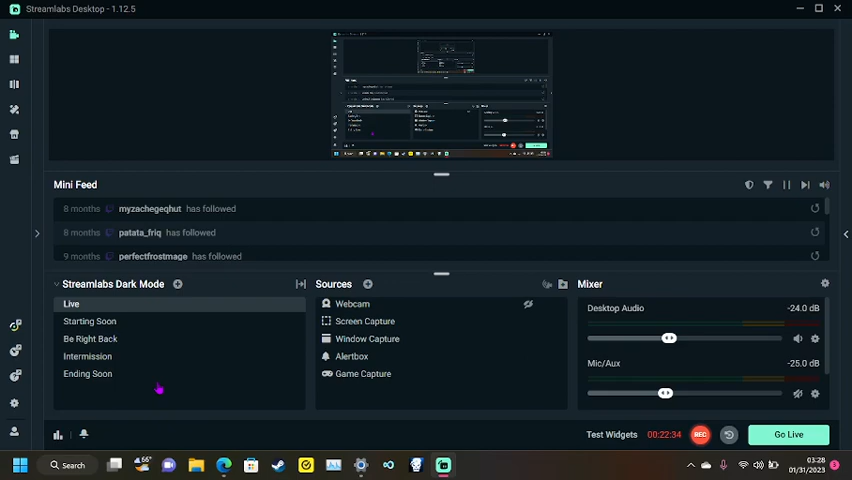 Streamlabs Desktop - 1.12.5
Mini Feed
8 months myzachegeqhut has followed
8 months patata_friq has followed
9 months perfectfrostmage has followed
Streamlabs Dark Mode
Live
Starting Soon
Be Right Back
Intermission
Ending Soon
Sources
Webcam
Screen Capture
Window Capture
Alertbox
Game Capture
Mixer
Desktop Audio -24.0 dB
Mic/Aux -25.0 dB
Test Widgets 00:22:34 REC Go Live
66°
Search
03:28
01/31/2023
3